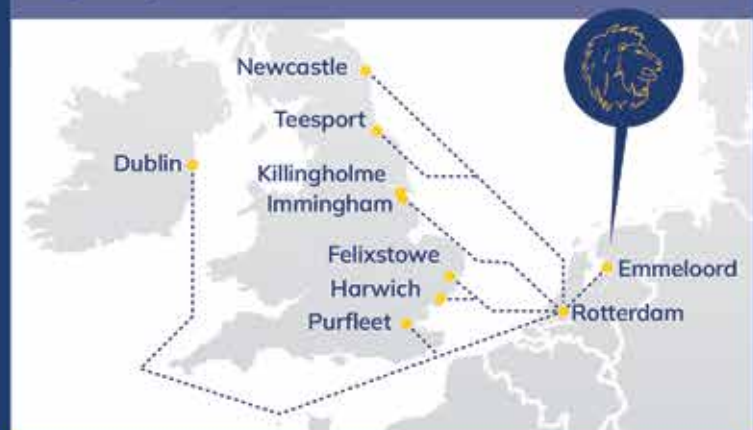 Newcastle
Teesport
Dublin
Killingholme
Immingham
Felixstowe
Emmeloord
Harwich
Rotterdam
Purfleet